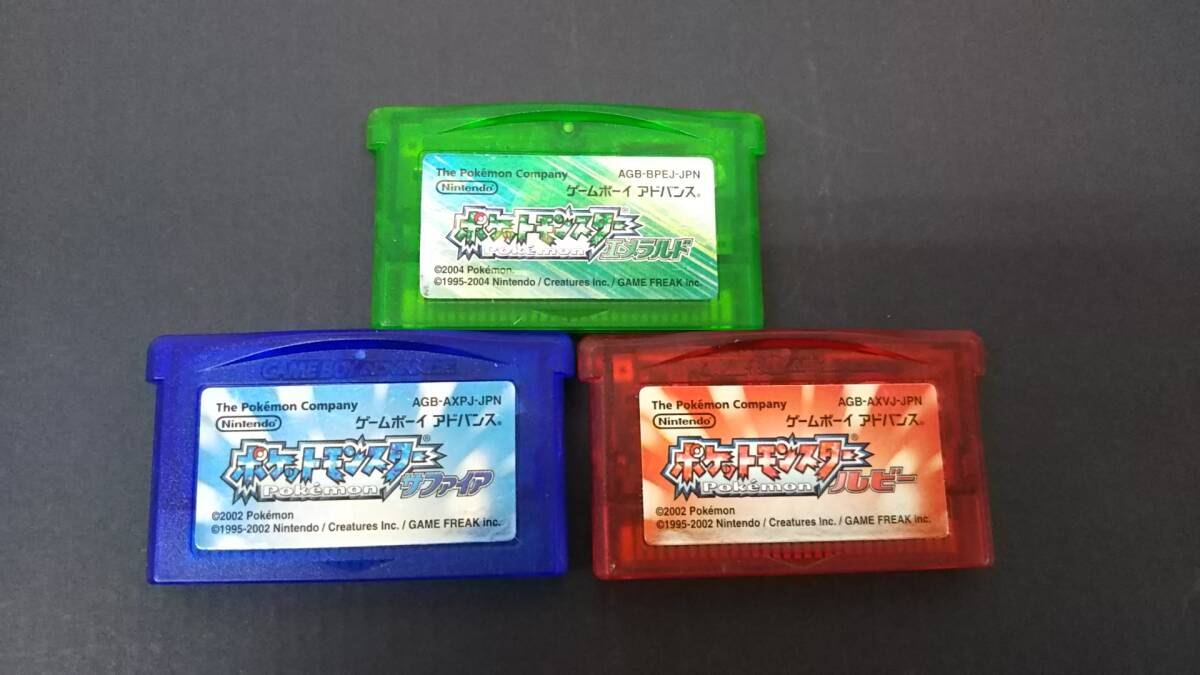 The Pokémon Company AGB-BPEJ-JPN
Nintendo ゲームボーイ アドバンス®
ポケットモンスター®
Pokémon エメラルド
©2004 Pokémon
©1995-2004 Nintendo / Creatures Inc. / GAME FREAK inc.
GAME BOY ADVANCE
The Pokémon Company AGB-AXPJ-JPN
Nintendo ゲームボーイ アドバンス®
ポケットモンスター®
Pokémon サファイア
©2002 Pokémon
©1995-2002 Nintendo / Creatures Inc. / GAME FREAK inc.
The Pokémon Company AGB-AXVJ-JPN
Nintendo ゲームボーイ アドバンス®
ポケットモンスター®
Pokémon ルビー
©2002 Pokémon
©1995-2002 Nintendo / Creatures Inc. / GAME FREAK inc.